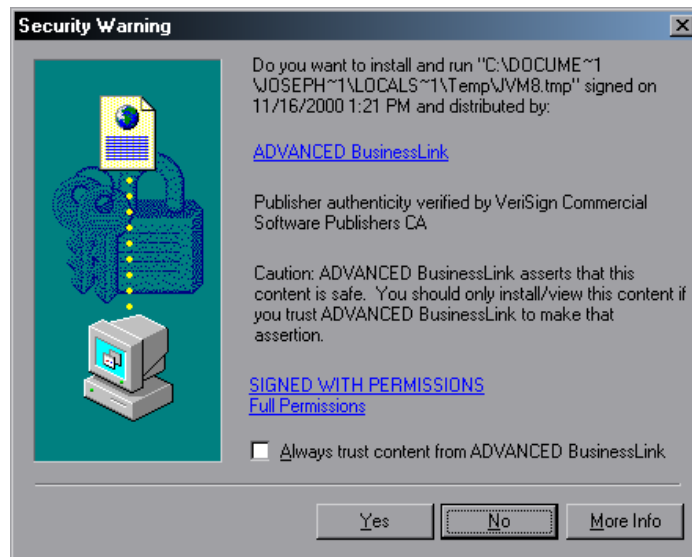 Security Warning
Do you want to install and run "C:\DOCUME~1
\JOSEPH~1\LOCALS~1\Temp\JVM8.tmp" signed on
11/16/2000 1:21 PM and distributed by:
ADVANCED BusinessLink
Publisher authenticity verified by VeriSign Commercial
Software Publishers CA
Caution: ADVANCED BusinessLink asserts that this
content is safe.  You should only install/view this content if
you trust ADVANCED BusinessLink to make that
assertion.
SIGNED WITH PERMISSIONS
Full Permissions
Always trust content from ADVANCED BusinessLink
Yes No More Info